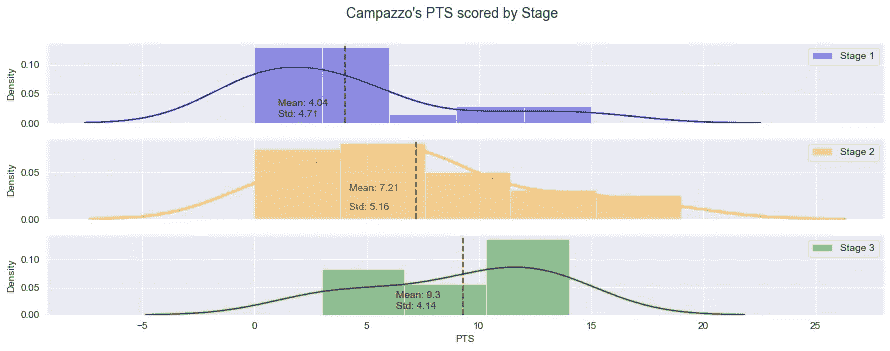 Campazzo's PTS scored by Stage
Density
0.10
0.05
0.00
Mean: 4.04
Std: 4.71
Stage 1
Density
0.05
0.00
Mean: 7.21
Std: 5.16
Stage 2
Density
0.10
0.05
0.00
Mean: 9.3
Std: 4.14
Stage 3
−5 0 5 10 15 20 25
PTS